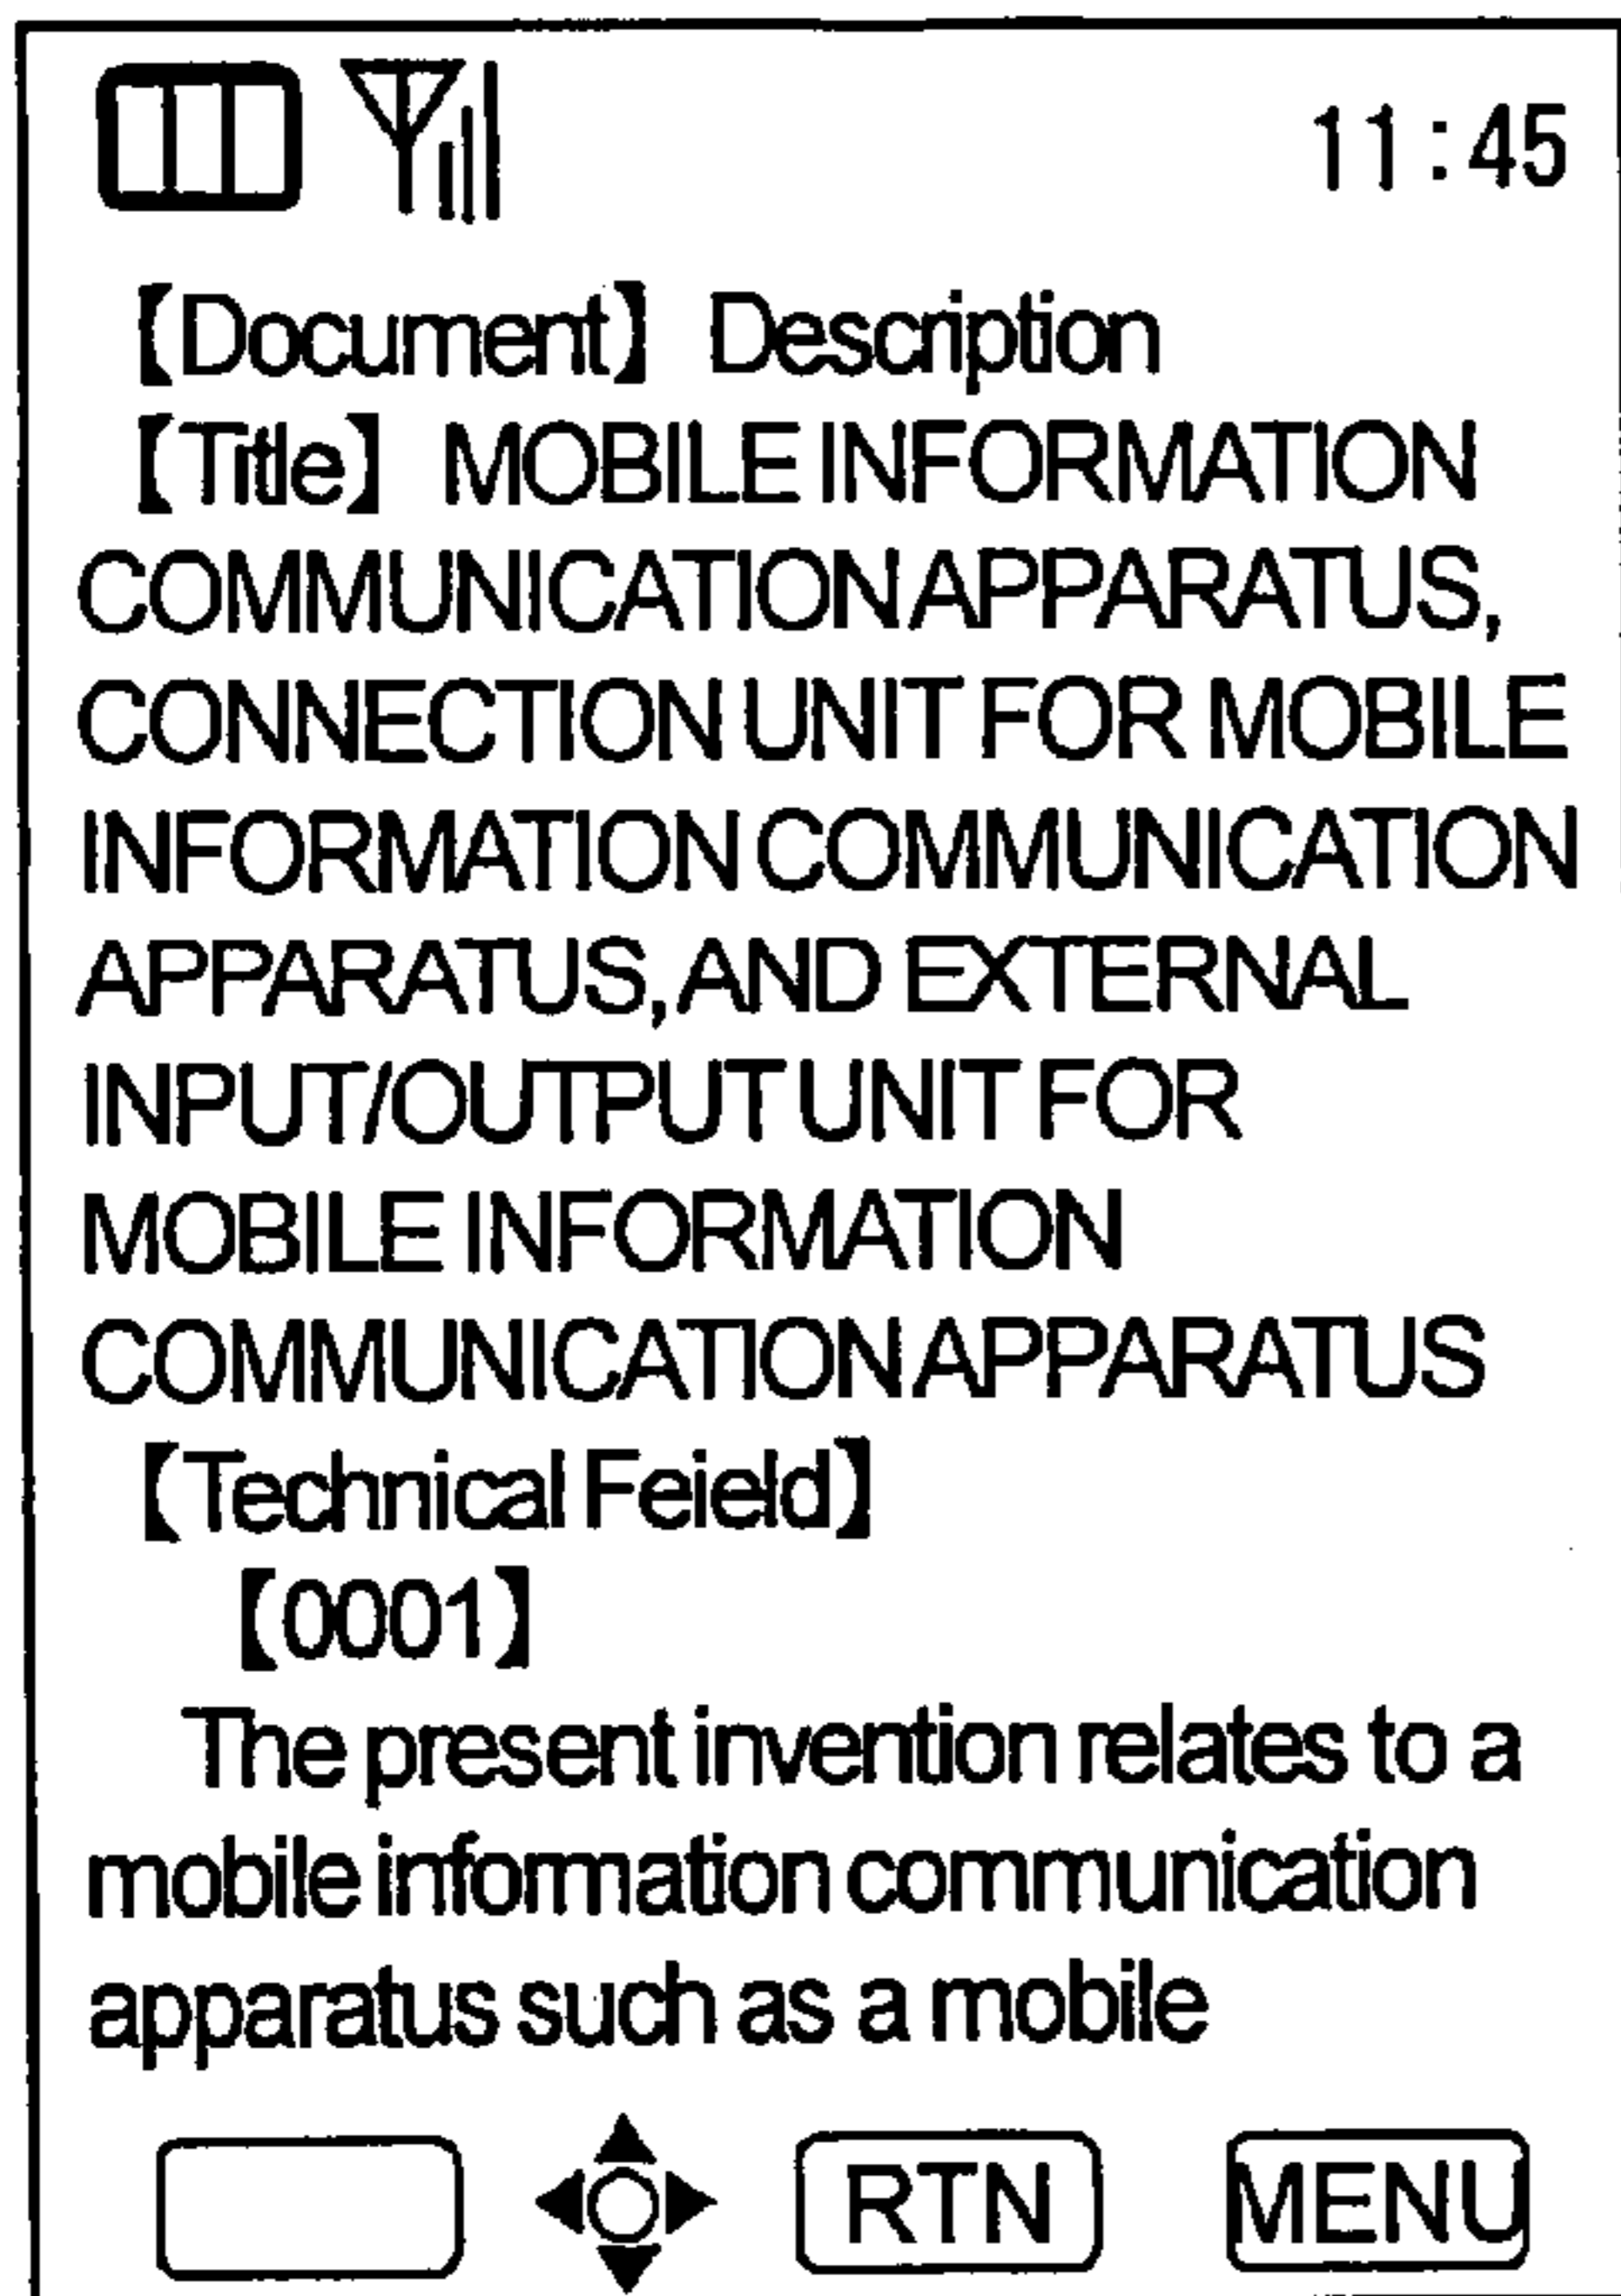 11:45
【Document】 Description
【Title】 MOBILE INFORMATION
COMMUNICATION APPARATUS,
CONNECTION UNIT FOR MOBILE
INFORMATION COMMUNICATION
APPARATUS, AND EXTERNAL
INPUT/OUTPUT UNIT FOR
MOBILE INFORMATION
COMMUNICATION APPARATUS
【Technical Feield】
【0001】
The present invention relates to a
mobile information communication
apparatus such as a mobile
RTN MENU